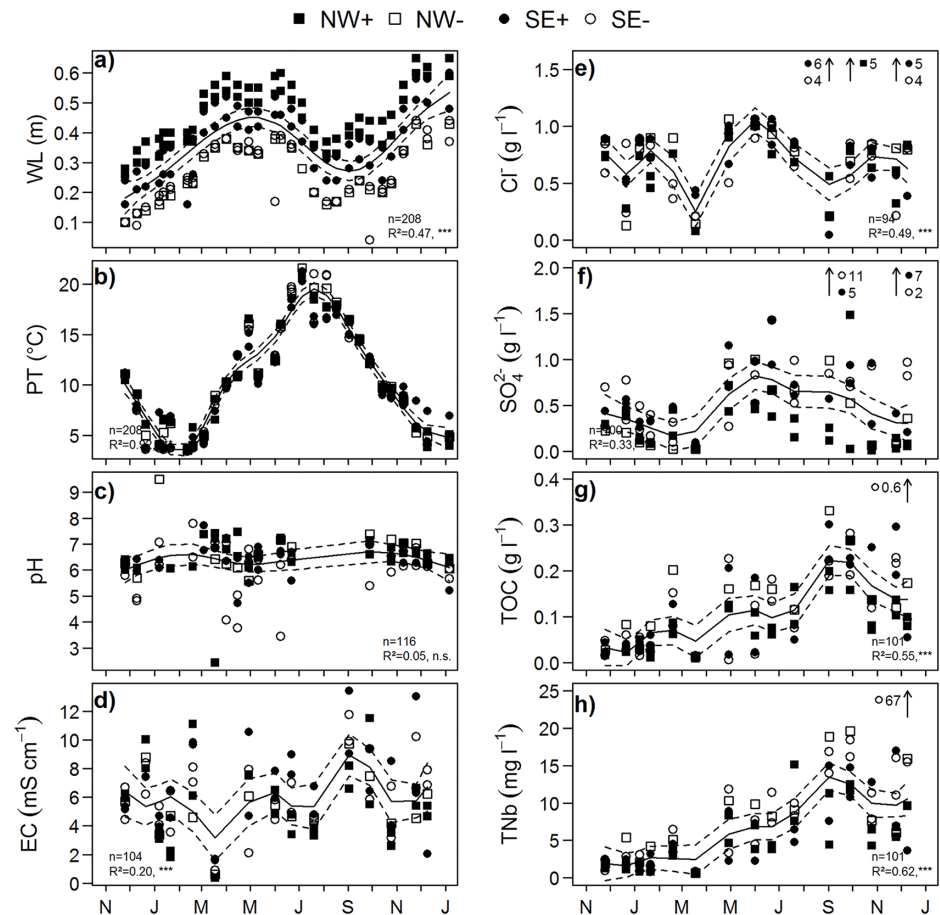 NW+ NW- SE+ SE-
a)
WL (m)
0.6
0.5
0.4
0.3
0.2
0.1
n=208
R²=0.47, ***
b)
PT (°C)
20
15
10
5
n=208
c)
pH
9
8
7
6
5
4
3
n=116
R²=0.05, n.s.
d)
EC (mS cm⁻¹)
12
10
8
6
4
2
0
n=104
R²=0.20, ***
N J M M J S N J
e)
Cl⁻ (g l⁻¹)
1.5
1.0
0.5
0.0
6 5 5
4 4
n=94
R²=0.49, ***
f)
SO₄²⁻ (g l⁻¹)
2.0
1.5
1.0
0.5
0.0
11 7
5 2
R²=0.33,
g)
TOC (g l⁻¹)
0.4
0.3
0.2
0.1
0.0
0.6
n=101
R²=0.55,***
h)
TNb (mg l⁻¹)
25
20
15
10
5
0
67
n=101
R²=0.62,***
N J M M J S N J